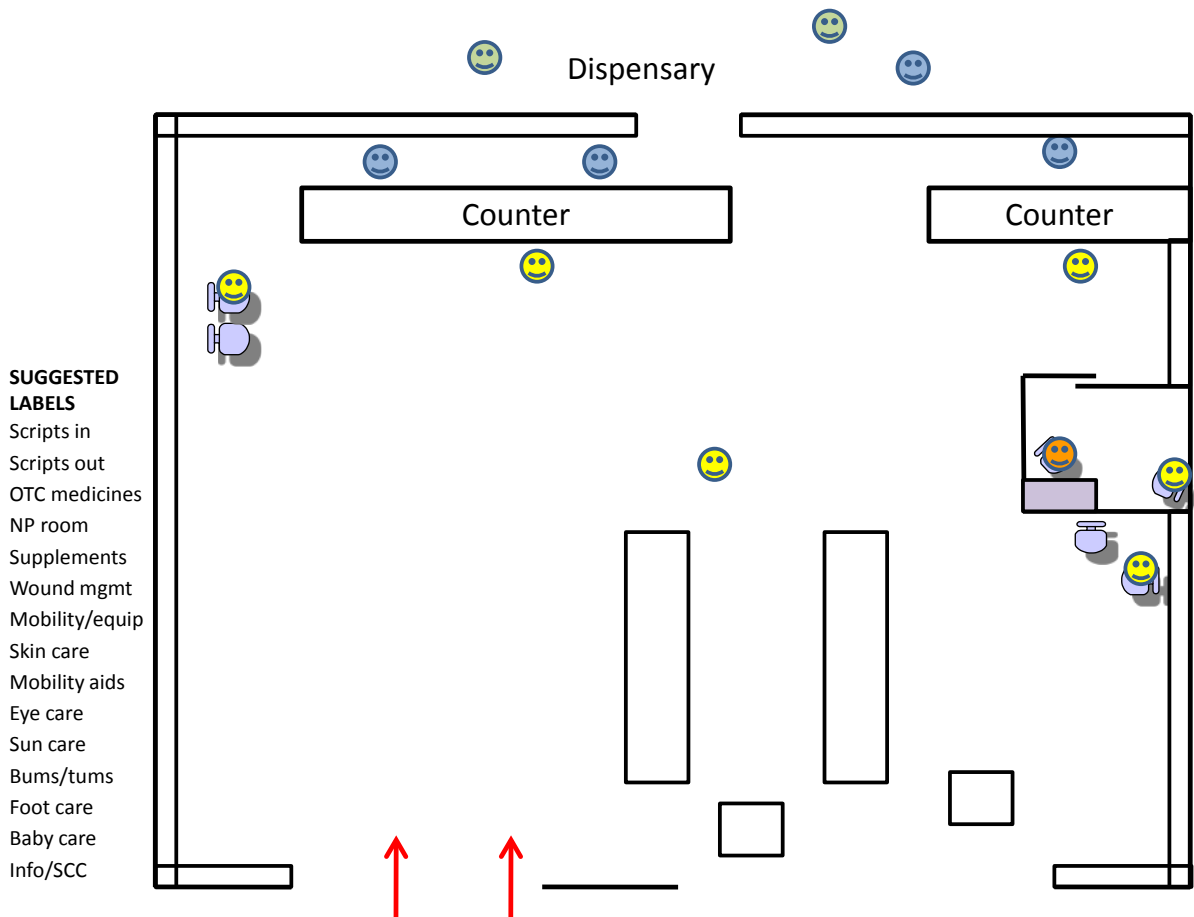 Dispensary
Counter
Counter
SUGGESTED
LABELS
Scripts in
Scripts out
OTC medicines
NP room
Supplements
Wound mgmt
Mobility/equip
Skin care
Mobility aids
Eye care
Sun care
Bums/tums
Foot care
Baby care
Info/SCC